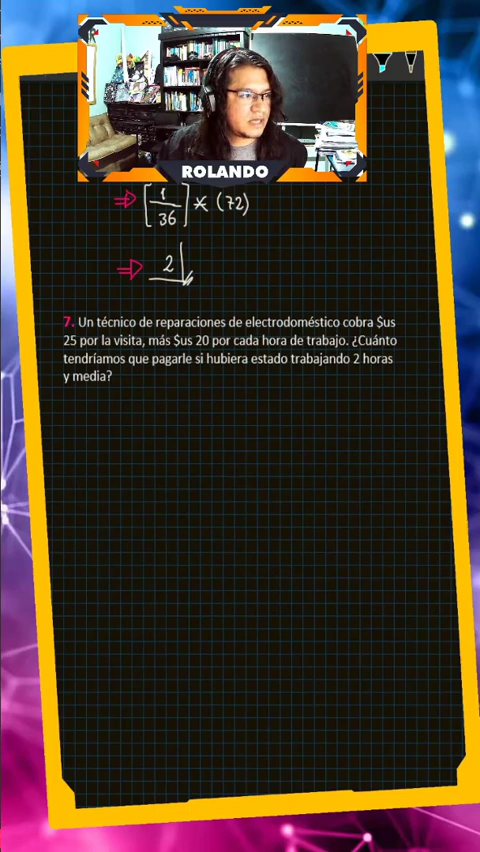 ROLANDO
⇒ [1/36] * (72)
⇒ 2
7. Un técnico de reparaciones de electrodoméstico cobra $us
25 por la visita, más $us 20 por cada hora de trabajo. ¿Cuánto
tendríamos que pagarle si hubiera estado trabajando 2 horas
y media?